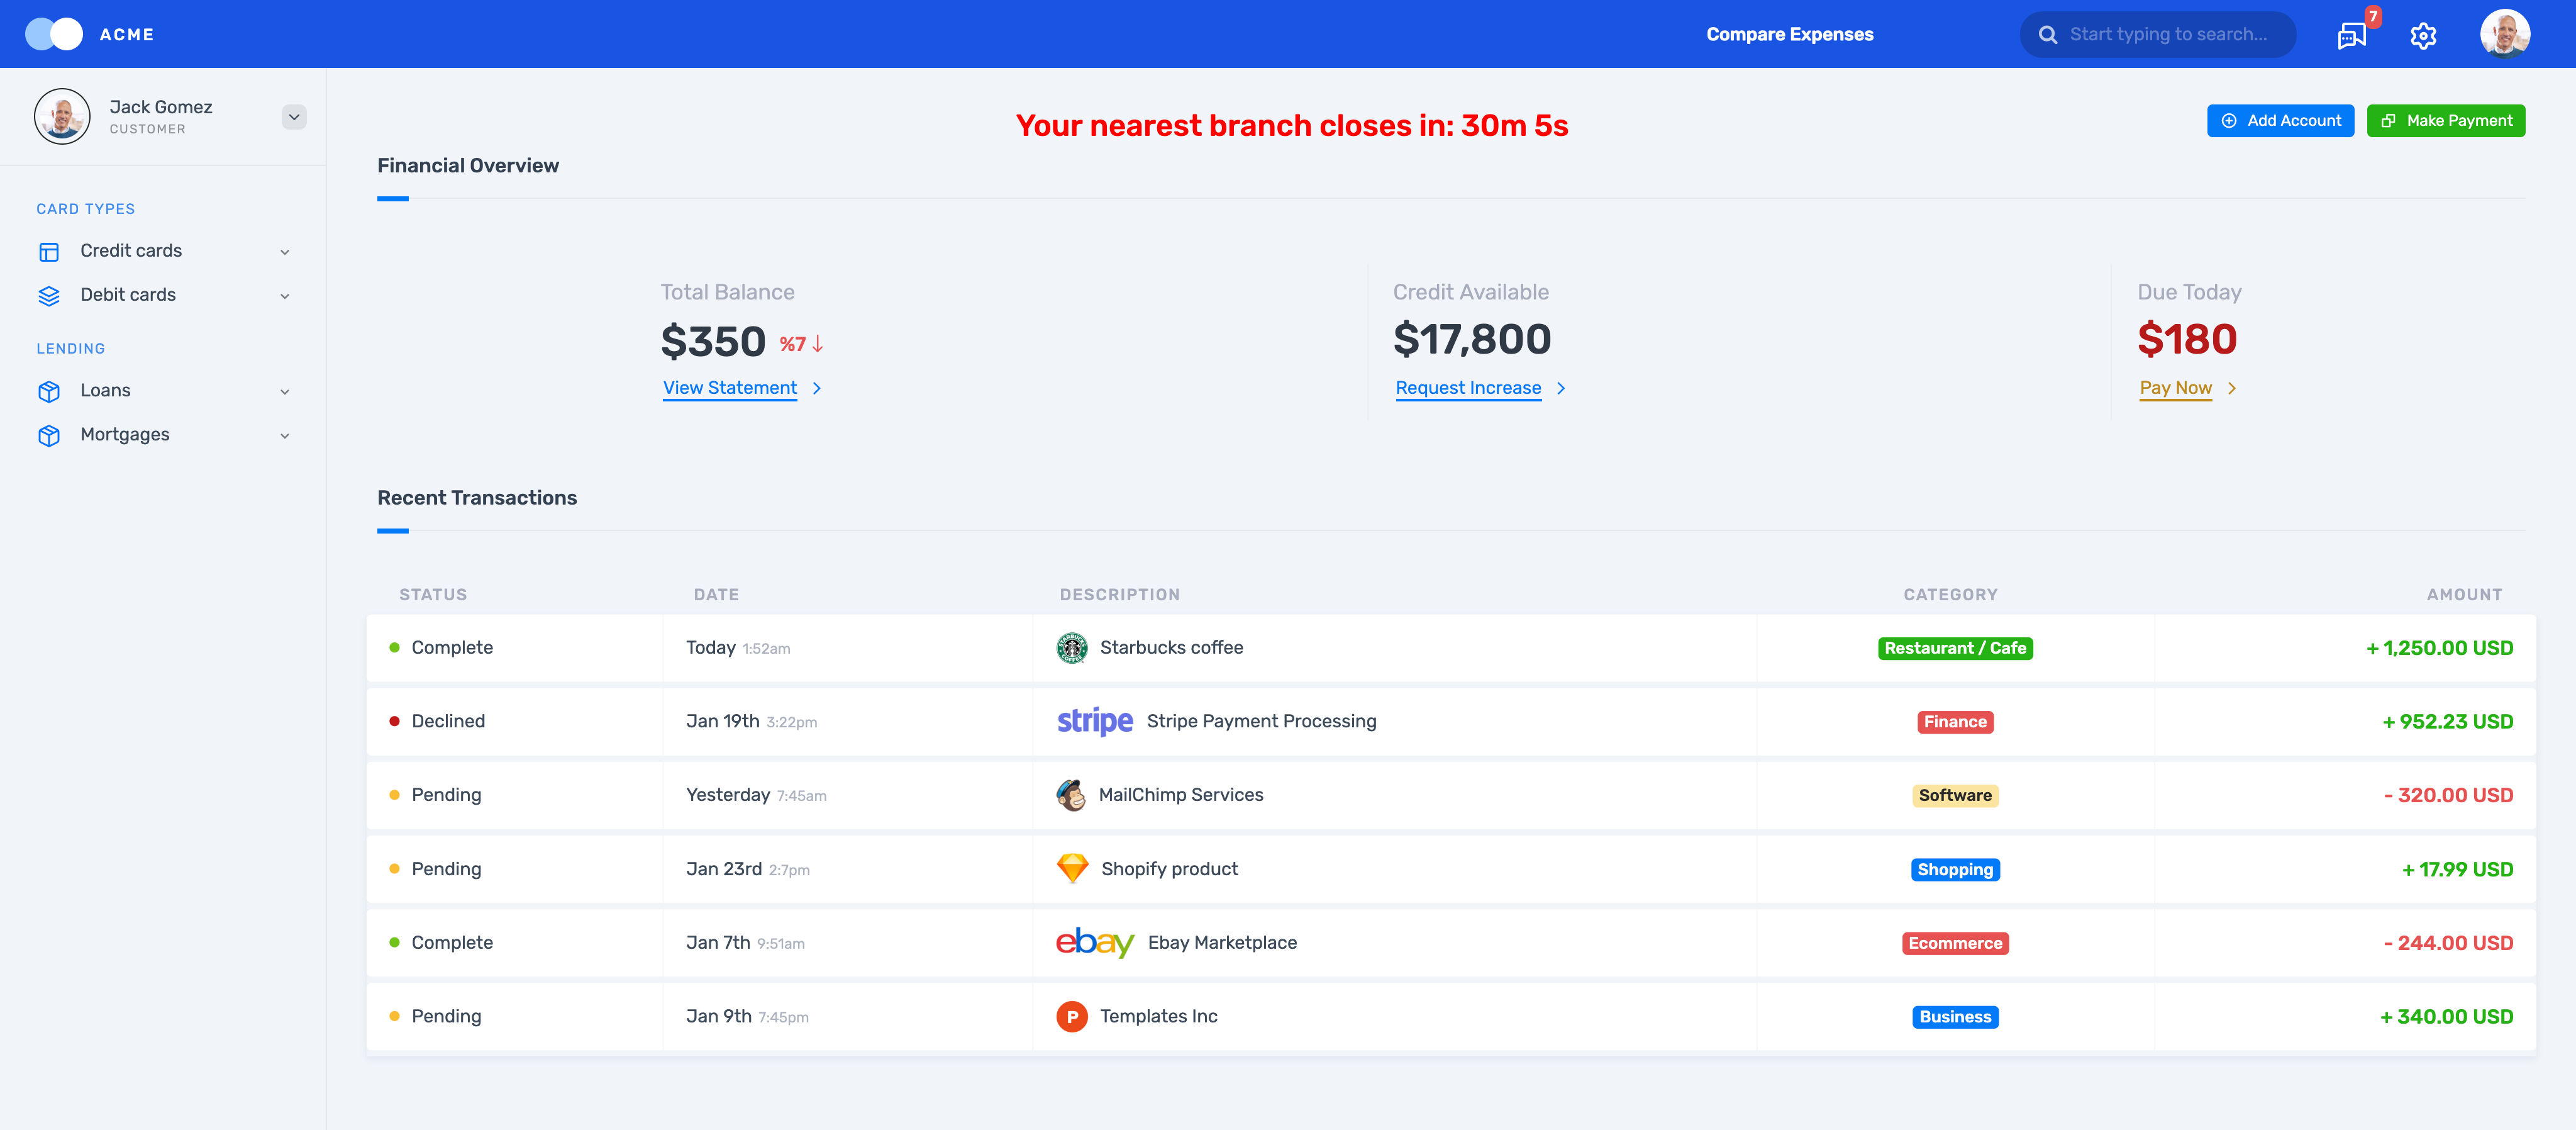 ACME
Compare Expenses
Start typing to search...
7
Jack Gomez
CUSTOMER
Your nearest branch closes in: 30m 5s
Add Account
Make Payment
Financial Overview
CARD TYPES
Credit cards
Debit cards
LENDING
Loans
Mortgages
Total Balance
$350 %7
View Statement
Credit Available
$17,800
Request Increase
Due Today
$180
Pay Now
Recent Transactions
STATUS DATE DESCRIPTION CATEGORY AMOUNT
Complete Today 1:52am STARBUCKS COFFEE Starbucks coffee Restaurant / Cafe + 1,250.00 USD
Declined Jan 19th 3:22pm stripe Stripe Payment Processing Finance + 952.23 USD
Pending Yesterday 7:45am MailChimp Services Software - 320.00 USD
Pending Jan 23rd 2:7pm Shopify product Shopping + 17.99 USD
Complete Jan 7th 9:51am ebay Ebay Marketplace Ecommerce - 244.00 USD
Pending Jan 9th 7:45pm P Templates Inc Business + 340.00 USD